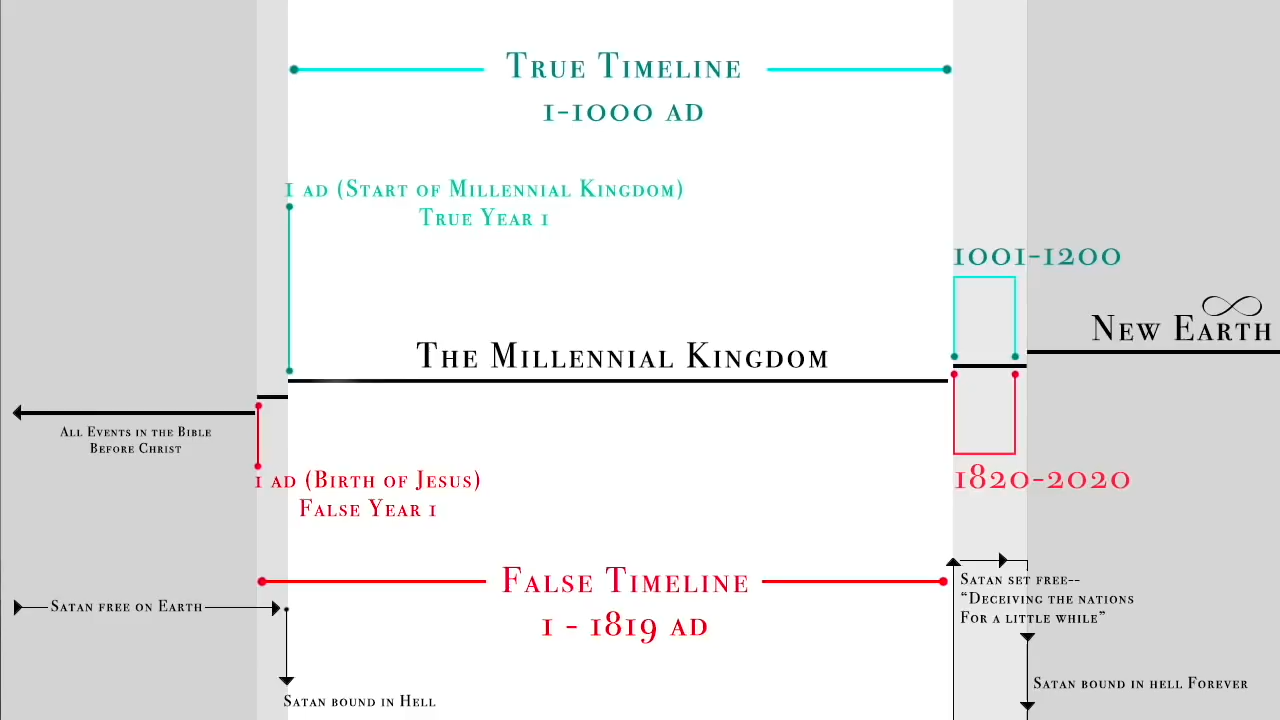 True Timeline
1-1000 AD
1 AD (Start of Millennial Kingdom)
True Year 1
1001-1200
∞
New Earth
The Millennial Kingdom
All Events in the Bible
Before Christ
1 AD (Birth of Jesus)
False Year 1
1820-2020
False Timeline
1 - 1819 AD
Satan free on Earth
Satan set free--
“Deceiving the nations
For a little while”
Satan bound in Hell
Satan bound in hell Forever